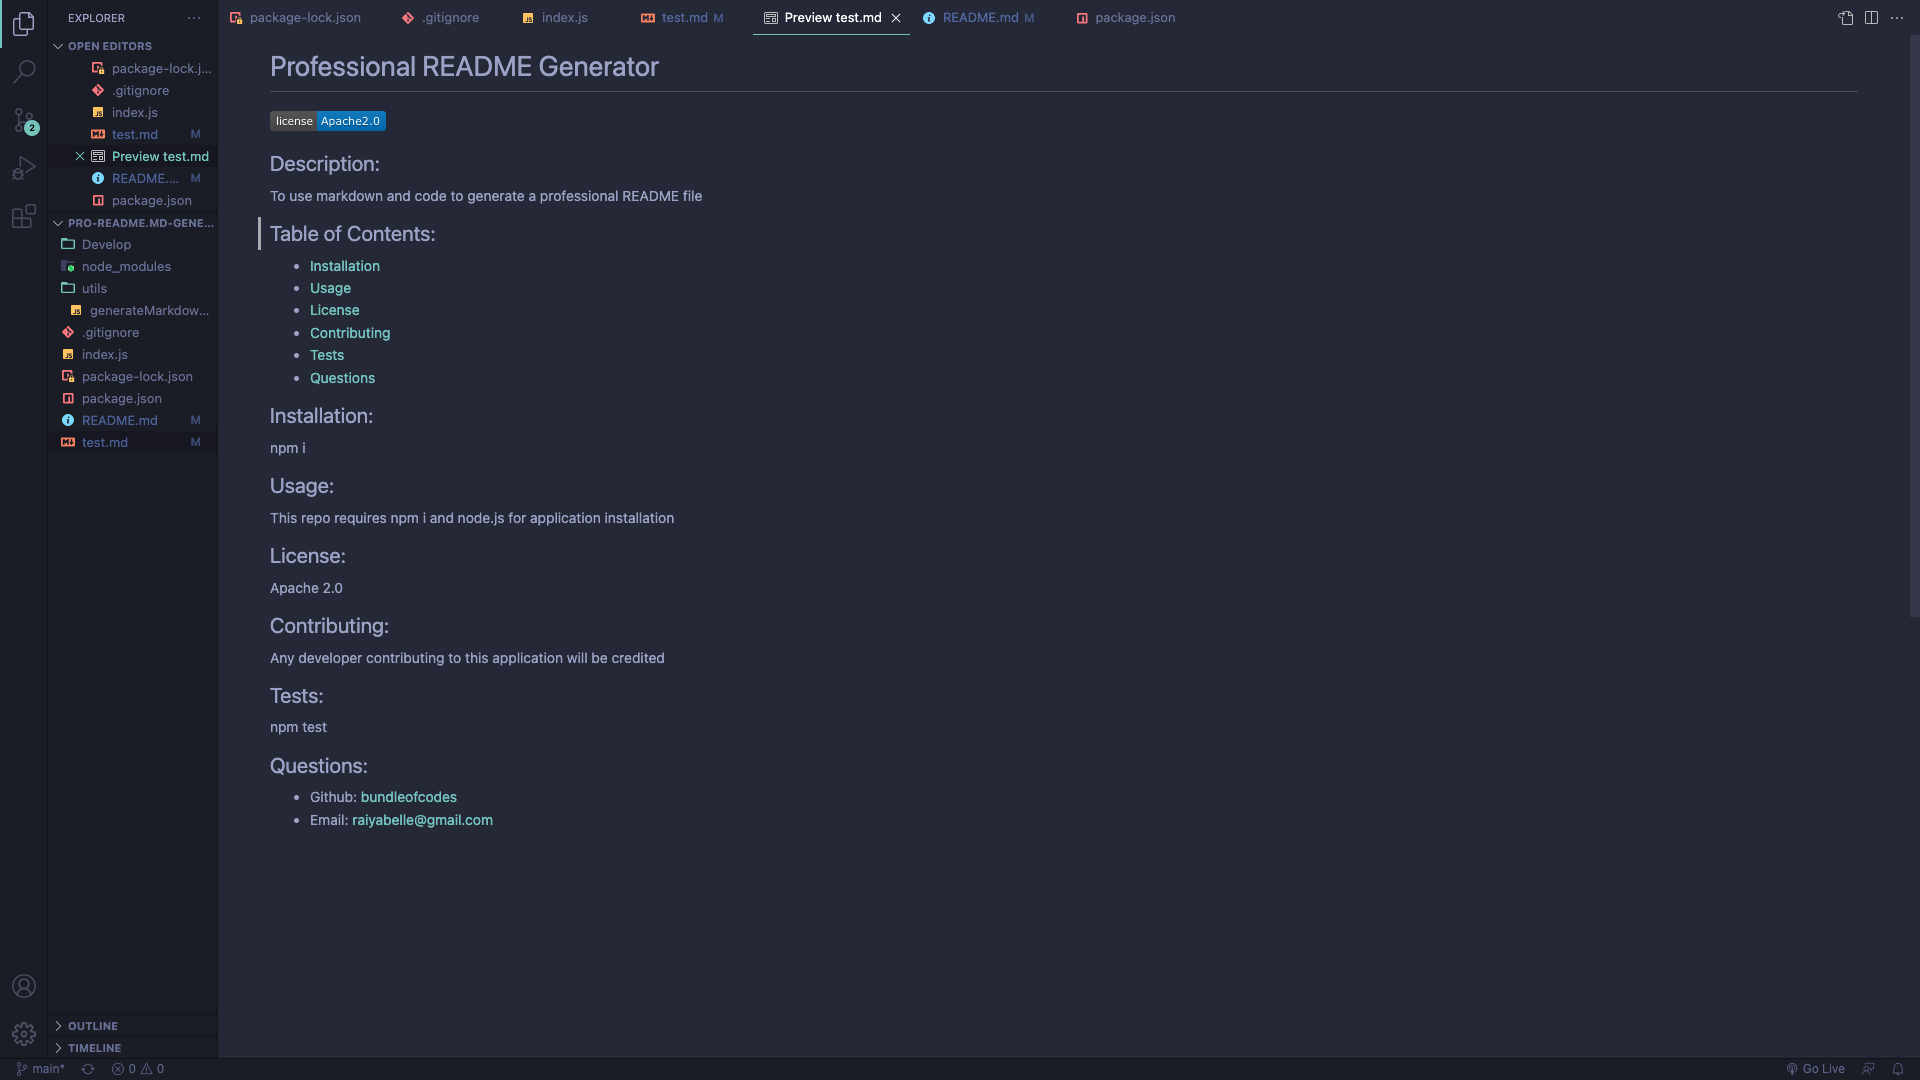 EXPLORER
package-lock.json
.gitignore
index.js
test.md M
Preview test.md
README.md M
package.json
OPEN EDITORS
package-lock.j...
.gitignore
index.js
test.md M
Preview test.md
README.... M
package.json
PRO-README.MD-GENE...
Develop
node_modules
utils
generateMarkdow...
.gitignore
index.js
package-lock.json
package.json
README.md M
test.md M
2
OUTLINE
TIMELINE
Professional README Generator
license Apache2.0
Description:
To use markdown and code to generate a professional README file
Table of Contents:
Installation
Usage
License
Contributing
Tests
Questions
Installation:
npm i
Usage:
This repo requires npm i and node.js for application installation
License:
Apache 2.0
Contributing:
Any developer contributing to this application will be credited
Tests:
npm test
Questions:
Github: bundleofcodes
Email: raiyabelle@gmail.com
main* 0 0 Go Live